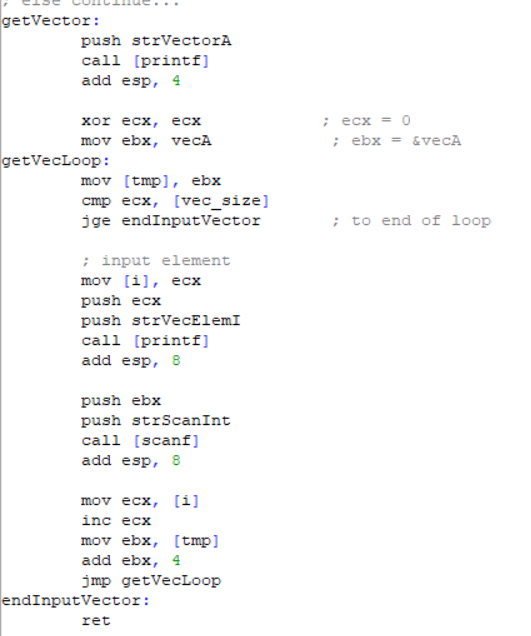 ; else continue...
getVector:
push strVectorA
call [printf]
add esp, 4
xor ecx, ecx ; ecx = 0
mov ebx, vecA ; ebx = &vecA
getVecLoop:
mov [tmp], ebx
cmp ecx, [vec_size]
jge endInputVector ; to end of loop
; input element
mov [i], ecx
push ecx
push strVecElemI
call [printf]
add esp, 8
push ebx
push strScanInt
call [scanf]
add esp, 8
mov ecx, [i]
inc ecx
mov ebx, [tmp]
add ebx, 4
jmp getVecLoop
endInputVector:
ret